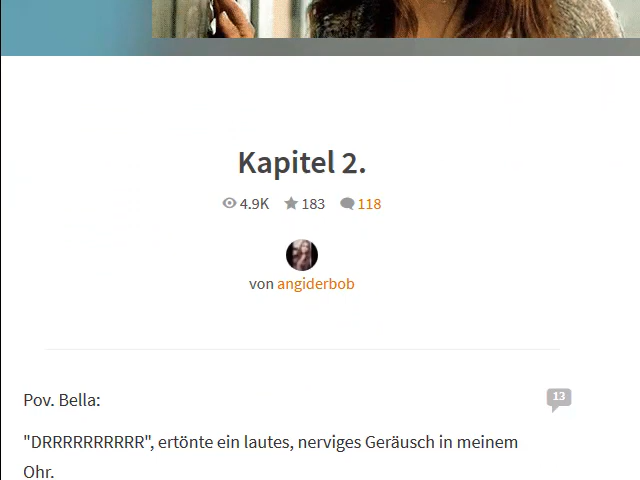 Kapitel 2.
4.9K 183 118
von angiderbob
Pov. Bella:
13
"DRRRRRRRRRR", ertönte ein lautes, nerviges Geräusch in meinem
Ohr.